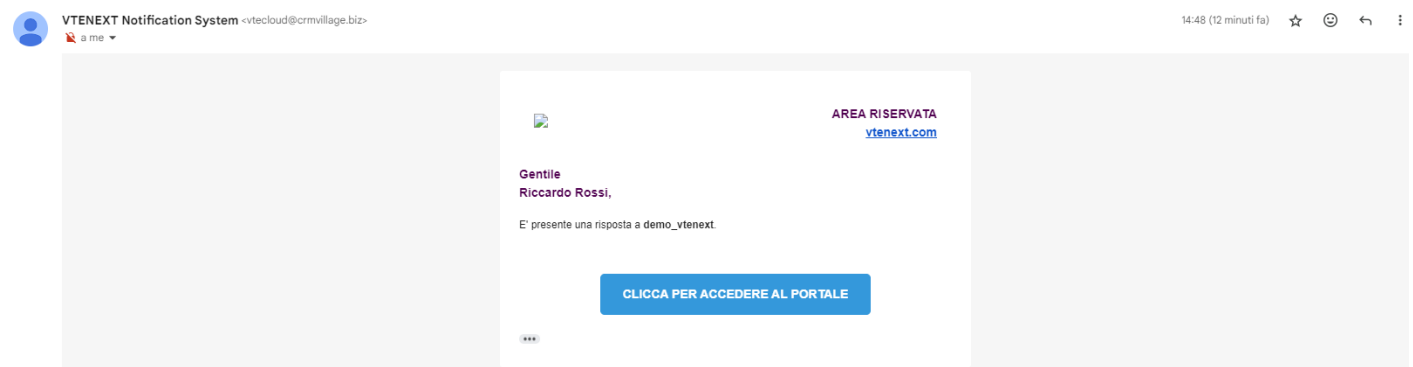 VTENEXT Notification System <vtecloud@crmvillage.biz>
14:48 (12 minuti fa)
a me
AREA RISERVATA
vtenext.com
Gentile
Riccardo Rossi,
E' presente una risposta a demo_vtenext.
CLICCA PER ACCEDERE AL PORTALE